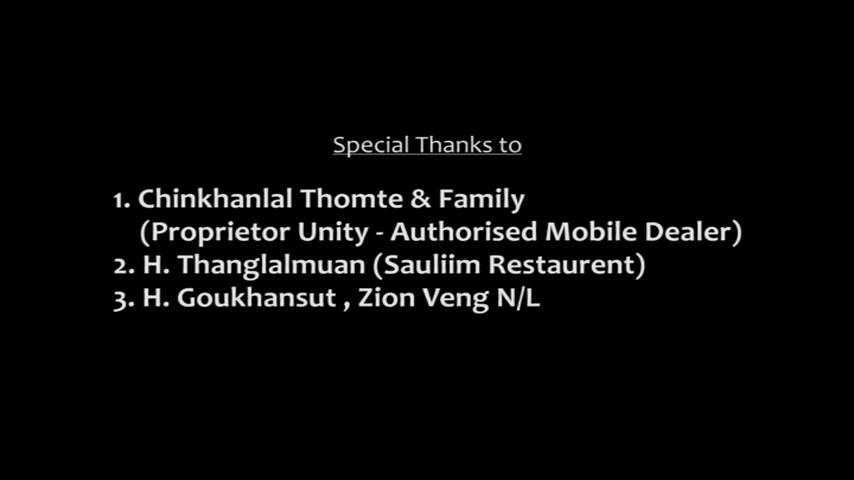 Special Thanks to
1. Chinkhanlal Thomte & Family
(Proprietor Unity - Authorised Mobile Dealer)
2. H. Thanglalmuan (Sauliim Restaurent)
3. H. Goukhansut , Zion Veng N/L